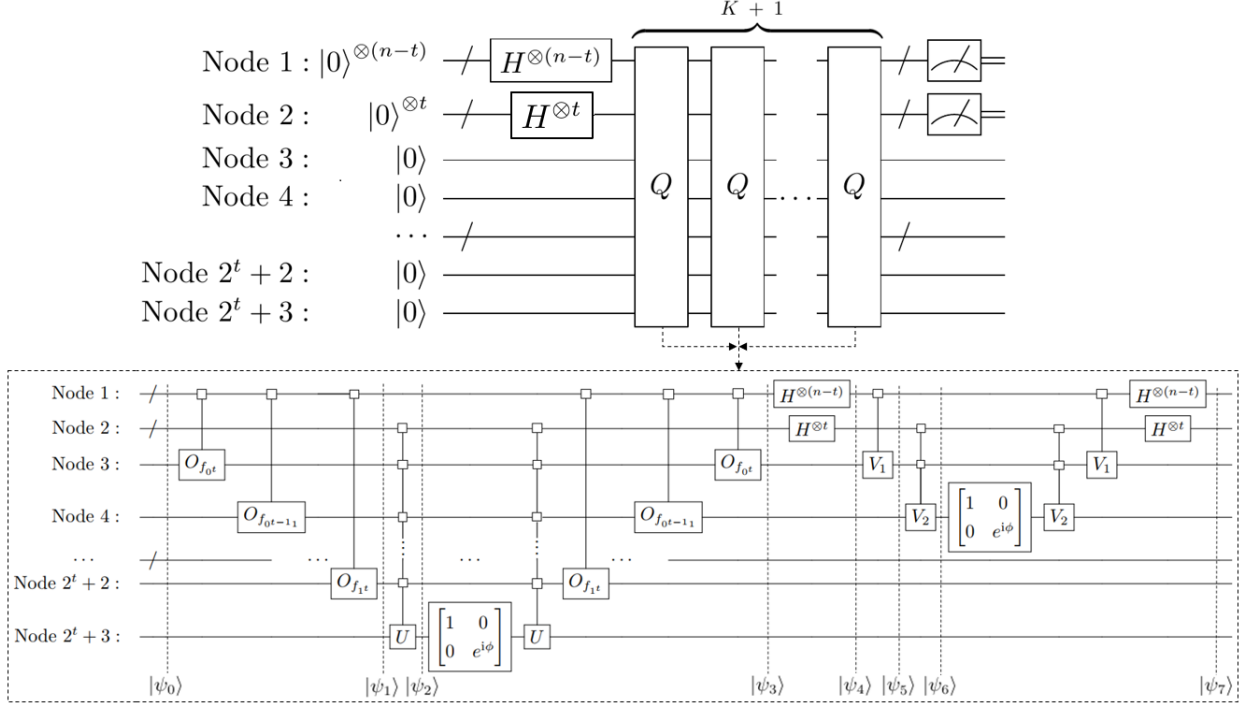 K + 1
Node 1 : |0⟩^{⊗(n−t)} H^{⊗(n−t)}
Node 2 : |0⟩^{⊗t} H^{⊗t}
Node 3 : |0⟩
Node 4 : |0⟩ Q Q ··· Q
···
Node 2^t + 2 : |0⟩
Node 2^t + 3 : |0⟩
Node 1 : H^{⊗(n−t)} H^{⊗(n−t)}
Node 2 : H^{⊗t} H^{⊗t}
Node 3 : O_{f_{0^t}} O_{f_{0^t}} V_1 V_1
Node 4 : O_{f_{0^{t−1}1}} O_{f_{0^{t−1}1}} V_2 [1 0 0 e^{iϕ}] V_2
··· ··· ··· ···
Node 2^t + 2 : O_{f_{1^t}} O_{f_{1^t}}
Node 2^t + 3 : U [1 0 0 e^{iϕ}] U
|ψ_0⟩ |ψ_1⟩ |ψ_2⟩ |ψ_3⟩ |ψ_4⟩ |ψ_5⟩ |ψ_6⟩ |ψ_7⟩